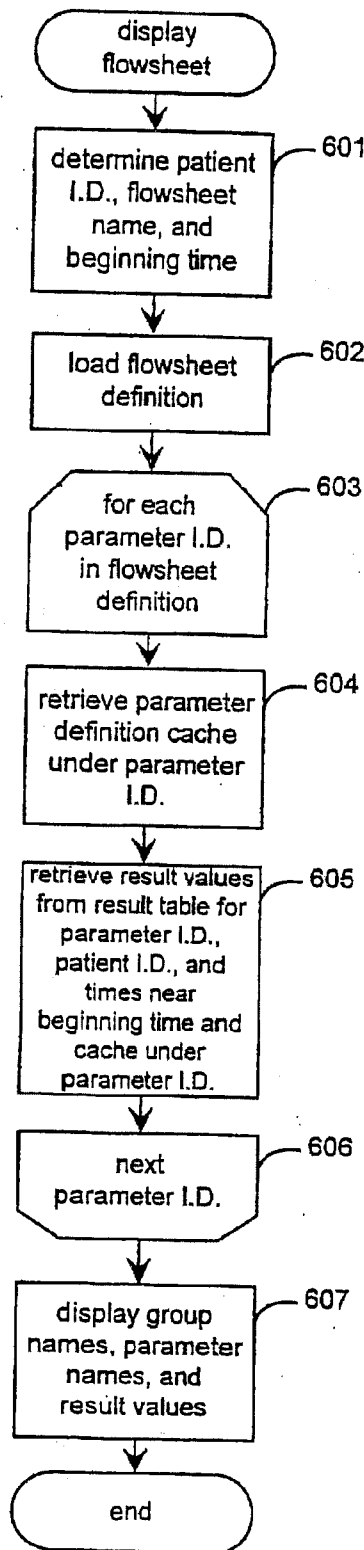 display
flowsheet
601
determine patient
I.D., flowsheet
name, and
beginning time
602
load flowsheet
definition
603
for each
parameter I.D.
in flowsheet
definition
604
retrieve parameter
definition cache
under parameter
I.D.
605
retrieve result values
from result table for
parameter I.D.,
patient I.D., and
times near
beginning time and
cache under
parameter I.D.
606
next
parameter I.D.
607
display group
names, parameter
names, and
result values
end